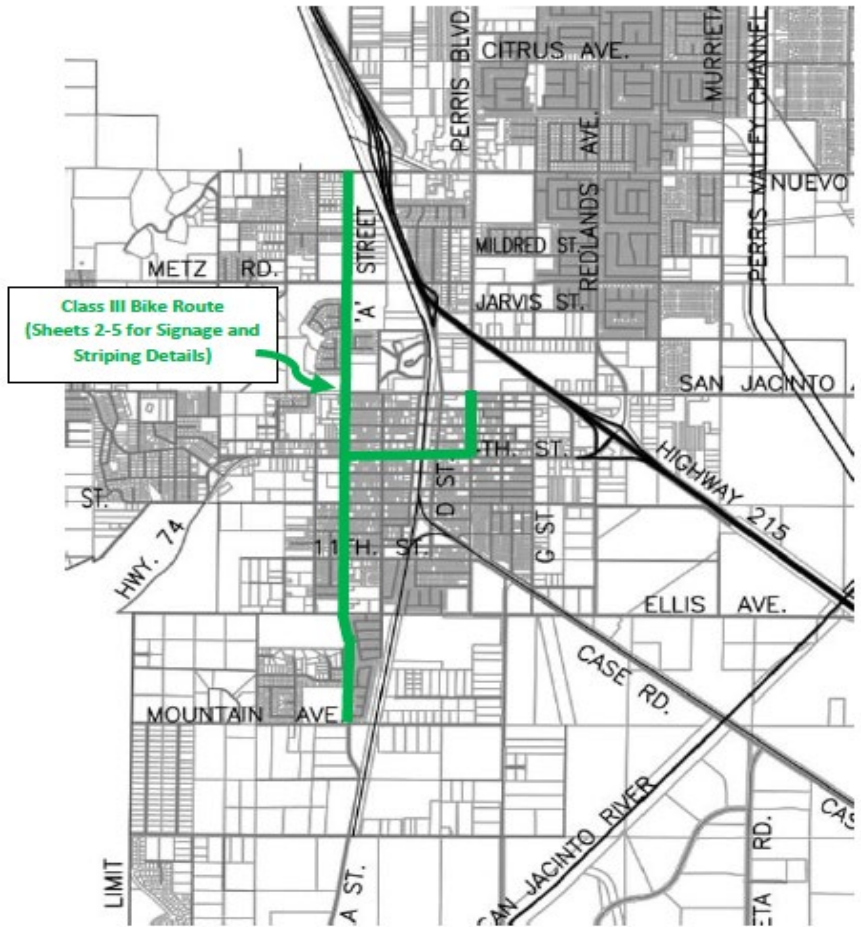 PERRIS BLVD.
CITRUS AVE.
MURRIETA
PERRIS VALLEY CHANNEL
NUEVO
REDLANDS AVE.
'A' STREET
MILDRED ST.
METZ RD.
JARVIS ST.
Class III Bike Route
(Sheets 2-5 for Signage and
Striping Details)
SAN JACINTO
TH. ST.
HIGHWAY 215
D ST.
G ST
ST.
HWY. 74
11TH. ST.
ELLIS AVE.
CASE RD.
MOUNTAIN AVE
SAN JACINTO RIVER
CAS
LIMIT
A ST.
ETA RD.